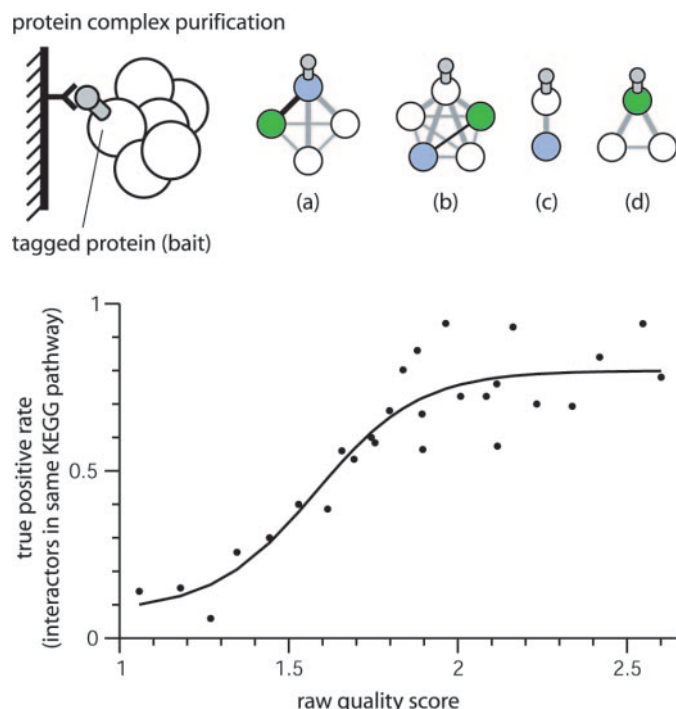 protein complex purification
(a)
(b)
(c)
(d)
tagged protein (bait)
1
0.5
0
true positive rate
(interactors in same KEGG pathway)
1
1.5
2
2.5
raw quality score